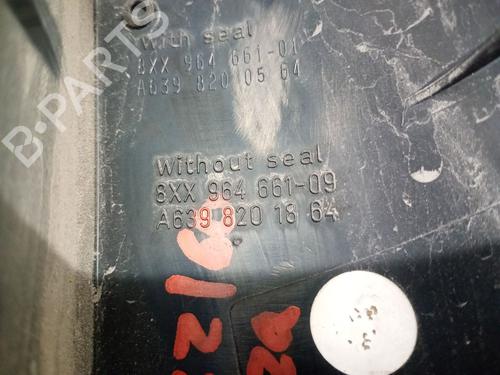 With seal
8XX 964 661-01
A639 820 05 64
B-PARTS
Without seal
8XX 964 661-09
A639 820 18 64